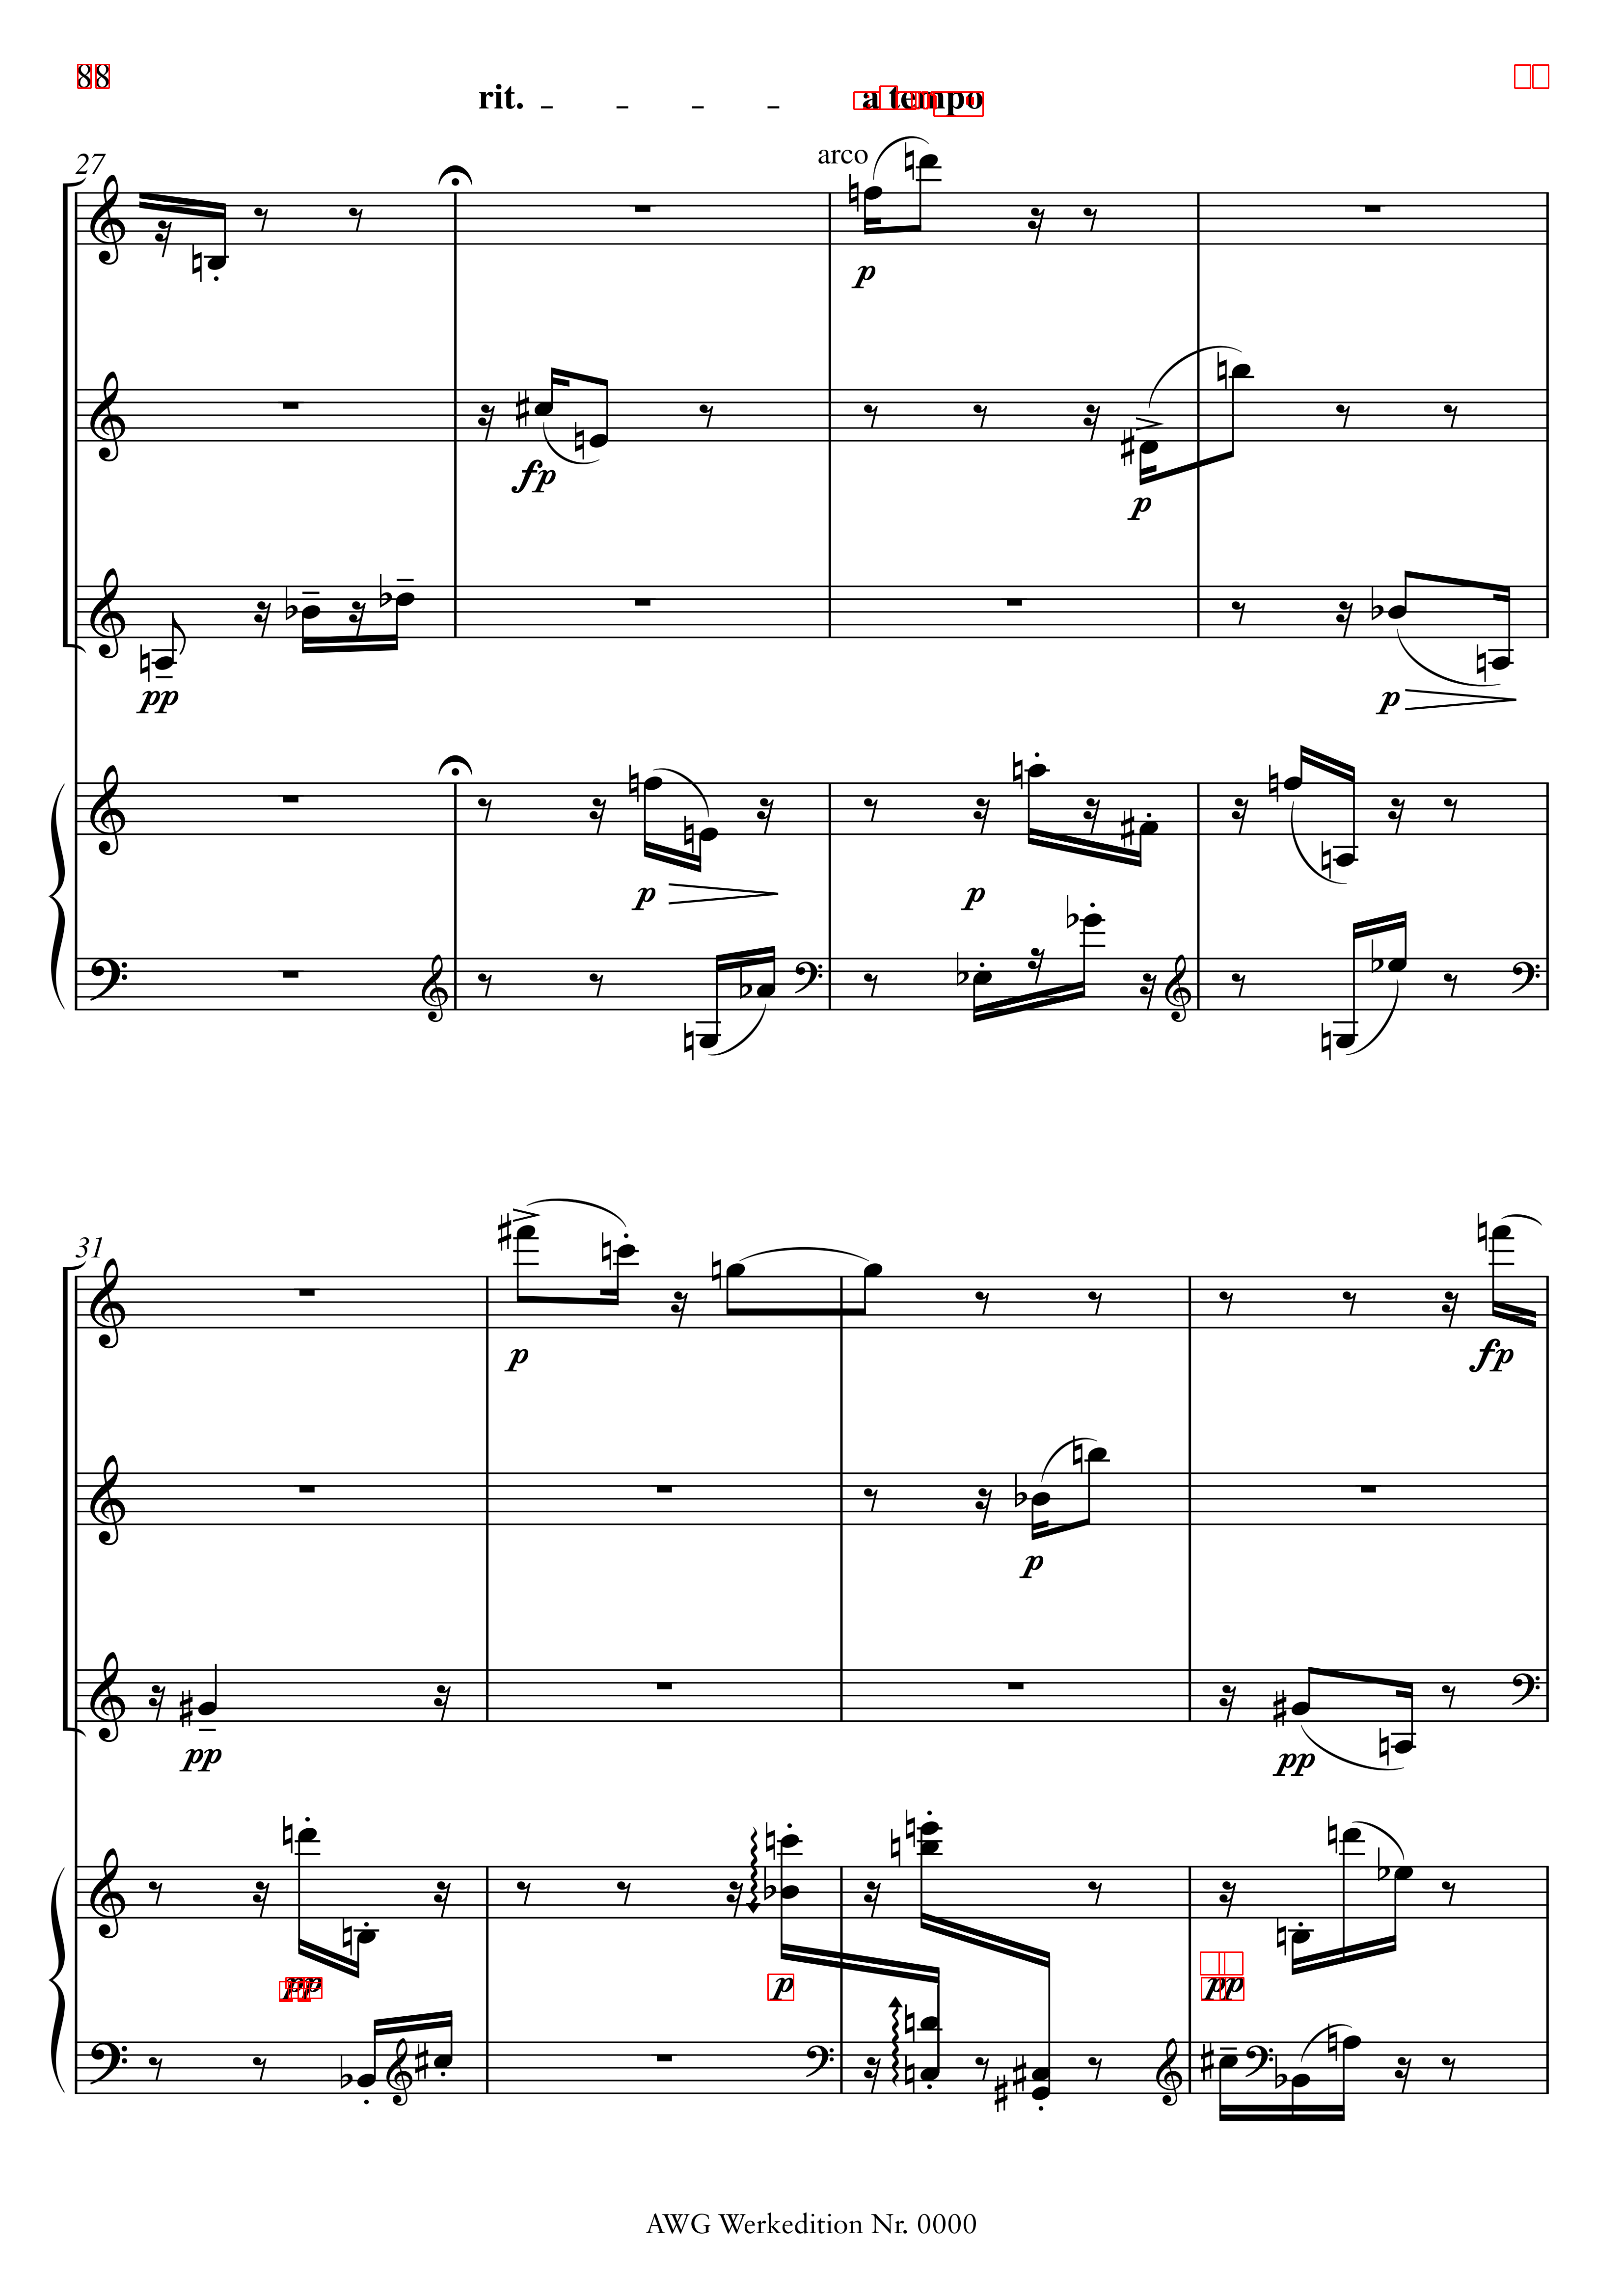 88
rit. _ _ _ _ a tempo
27
arco
p
fp
p
pp
p
p p
31
p fp
p
pp pp
pp p pp
AWG Werkedition Nr. 0000